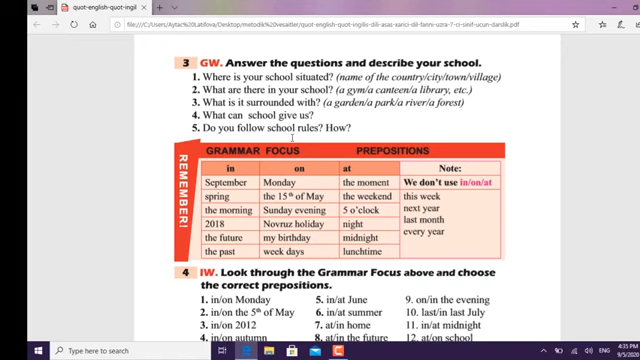 quot-english-quot-ingil
file:///C:/Users/Aytac%20Latifova/Desktop/metodik%20vesaitler/quot-english-quot-ingilis-dili-dili-asas-xarici-dil-fanni-uzra-7-ci-sinif-ucun-dardik.pdf
3 GW. Answer the questions and describe your school.
1. Where is your school situated? (name of the country/city/town/village)
2. What are there in your school? (a gym/a canteen/a library, etc.)
3. What is it surrounded with? (a garden/a park/a river/a forest)
4. What can school give us?
5. Do you follow school rules? How?
REMEMBER!
GRAMMAR FOCUS PREPOSITIONS
in on at Note:
September Monday the moment We don't use in/on/at
spring the 15th of May the weekend this week
the morning Sunday evening 5 o'clock next year
2018 Novruz holiday night last month
the future my birthday midnight every year
the past week days lunchtime
4 IW. Look through the Grammar Focus above and choose
the correct prepositions.
1. in/on Monday 5. in/at June 9. on/in the evening
2. in/on the 5th of May 6. in/at summer 10. last/in last July
3. in/on 2012 7. at/in home 11. in/at midnight
4. in/on autumn 8. at/in the future 12. at/on school
Type here to search
4:35 PM
9/5/2020